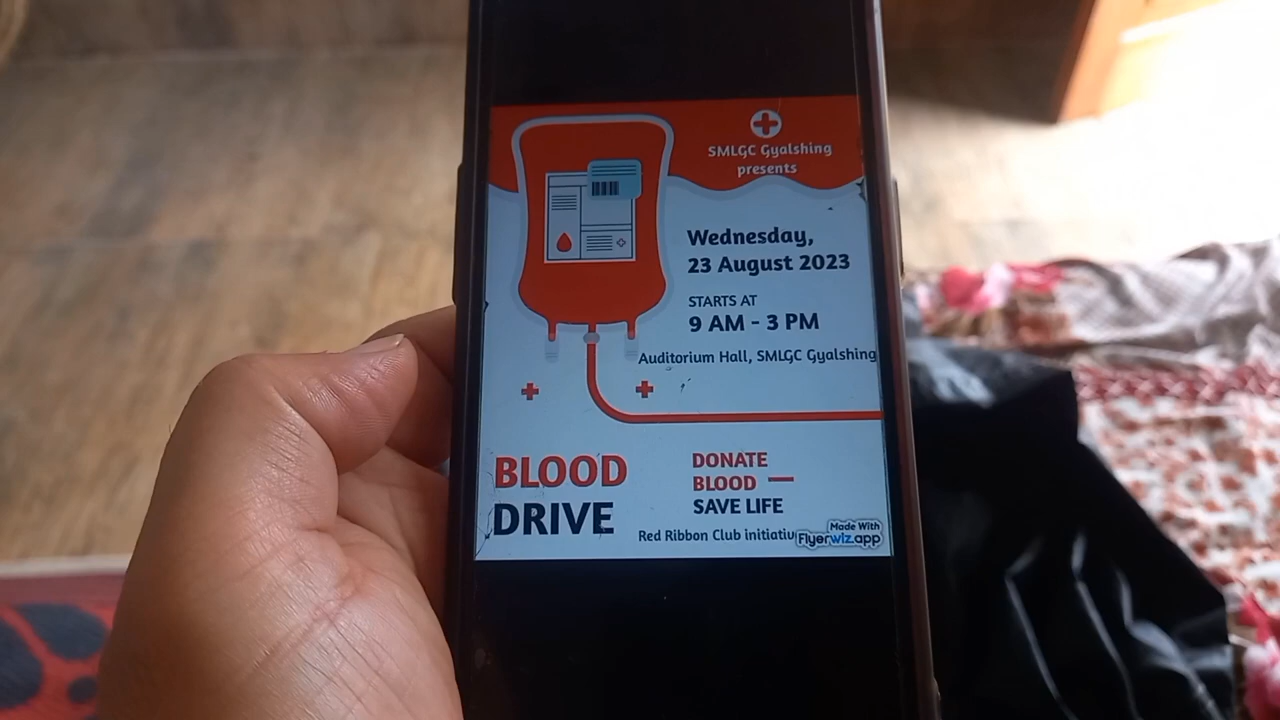 SMLGC Gyalshing
presents
Wednesday,
23 August 2023
STARTS AT
9 AM - 3 PM
Auditorium Hall, SMLGC Gyalshing
BLOOD
DRIVE
DONATE
BLOOD
SAVE LIFE
Red Ribbon Club
Made With
Flyerwiz.app